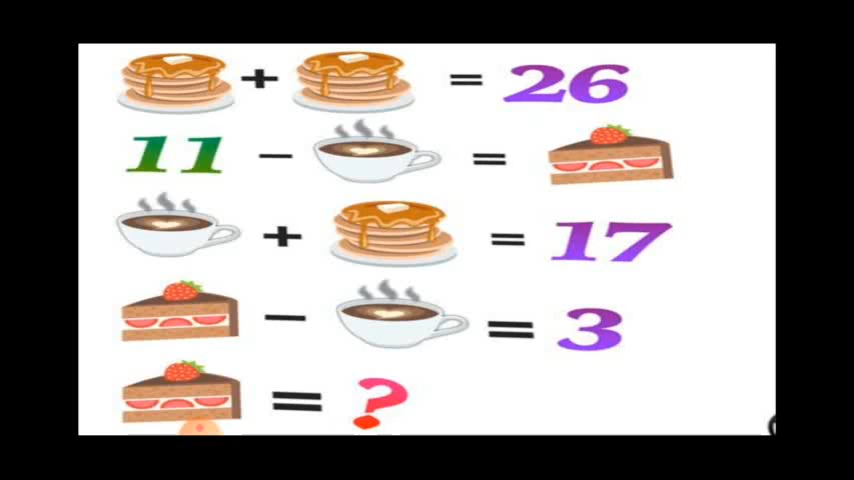 + = 26
11 - =
+ = 17
- = 3
= ?